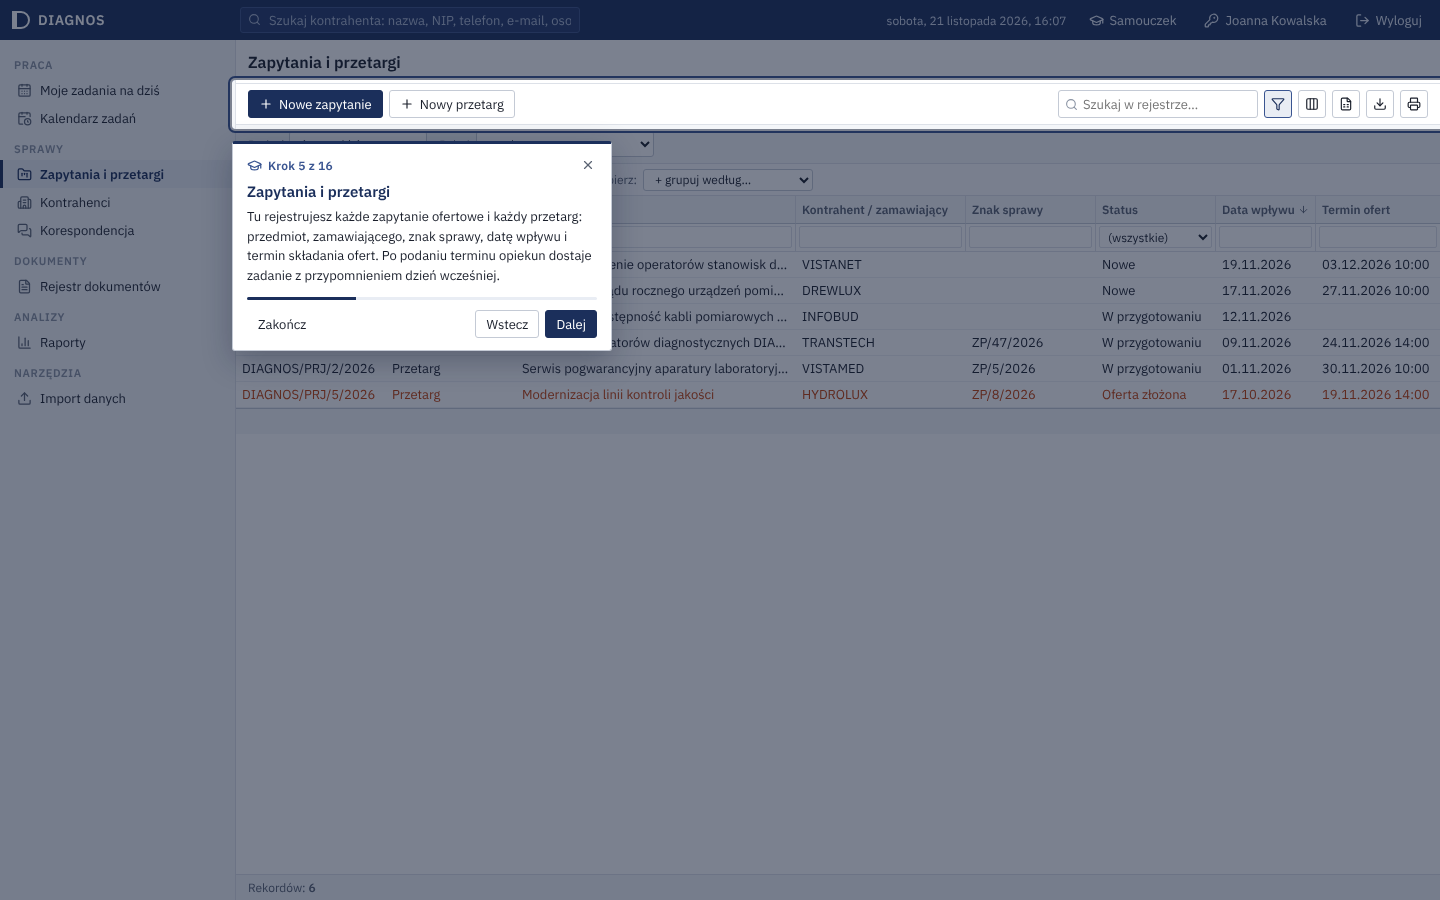 DIAGNOS
Szukaj kontrahenta: nazwa, NIP, telefon, e-mail, oso
sobota, 21 listopada 2026, 16:07
Samouczek
Joanna Kowalska
Wyloguj
PRACA
Moje zadania na dziś
Kalendarz zadań
SPRAWY
Zapytania i przetargi
Kontrahenci
Korespondencja
DOKUMENTY
Rejestr dokumentów
ANALIZY
Raporty
NARZĘDZIA
Import danych
Zapytania i przetargi
Nowe zapytanie
Nowy przetarg
Szukaj w rejestrze...
Krok 5 z 16
Zapytania i przetargi
Tu rejestrujesz każde zapytanie ofertowe i każdy przetarg:
przedmiot, zamawiającego, znak sprawy, datę wpływu i
termin składania ofert. Po podaniu terminu opiekun dostaje
zadanie z przypomnieniem dzień wcześniej.
Zakończ
Wstecz
Dalej
+ grupuj według...
Kontrahent / zamawiający Znak sprawy Status Data wpływu Termin ofert
(wszystkie)
operatorów stanowisk d... VISTANET Nowe 19.11.2026 03.12.2026 10:00
rocznego urządzeń pomi... DREWLUX Nowe 17.11.2026 27.11.2026 10:00
kabli pomiarowych ... INFOBUD W przygotowaniu 12.11.2026
diagnostycznych DIA... TRANSTECH ZP/47/2026 W przygotowaniu 09.11.2026 24.11.2026 14:00
DIAGNOS/PRJ/2/2026 Przetarg Serwis pogwarancyjny aparatury laboratoryj... VISTAMED ZP/5/2026 W przygotowaniu 01.11.2026 30.11.2026 10:00
DIAGNOS/PRJ/5/2026 Przetarg Modernizacja linii kontroli jakości HYDROLUX ZP/8/2026 Oferta złożona 17.10.2026 19.11.2026 14:00
Rekordów: 6